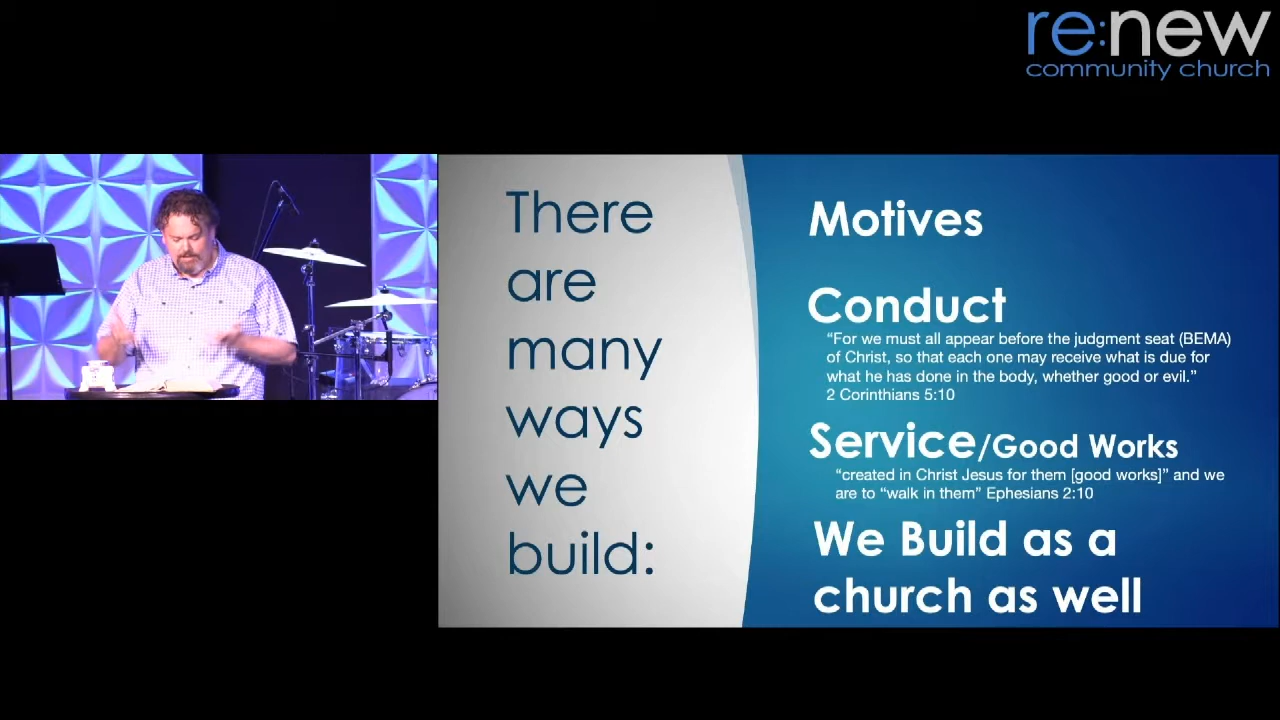 re:new
community church
There
are
many
ways
we
build:
Motives
Conduct
“For we must all appear before the judgment seat (BEMA)
of Christ, so that each one may receive what is due for
what he has done in the body, whether good or evil.”
2 Corinthians 5:10
Service/Good Works
“created in Christ Jesus for them [good works]” and we
are to “walk in them” Ephesians 2:10
We Build as a
church as well